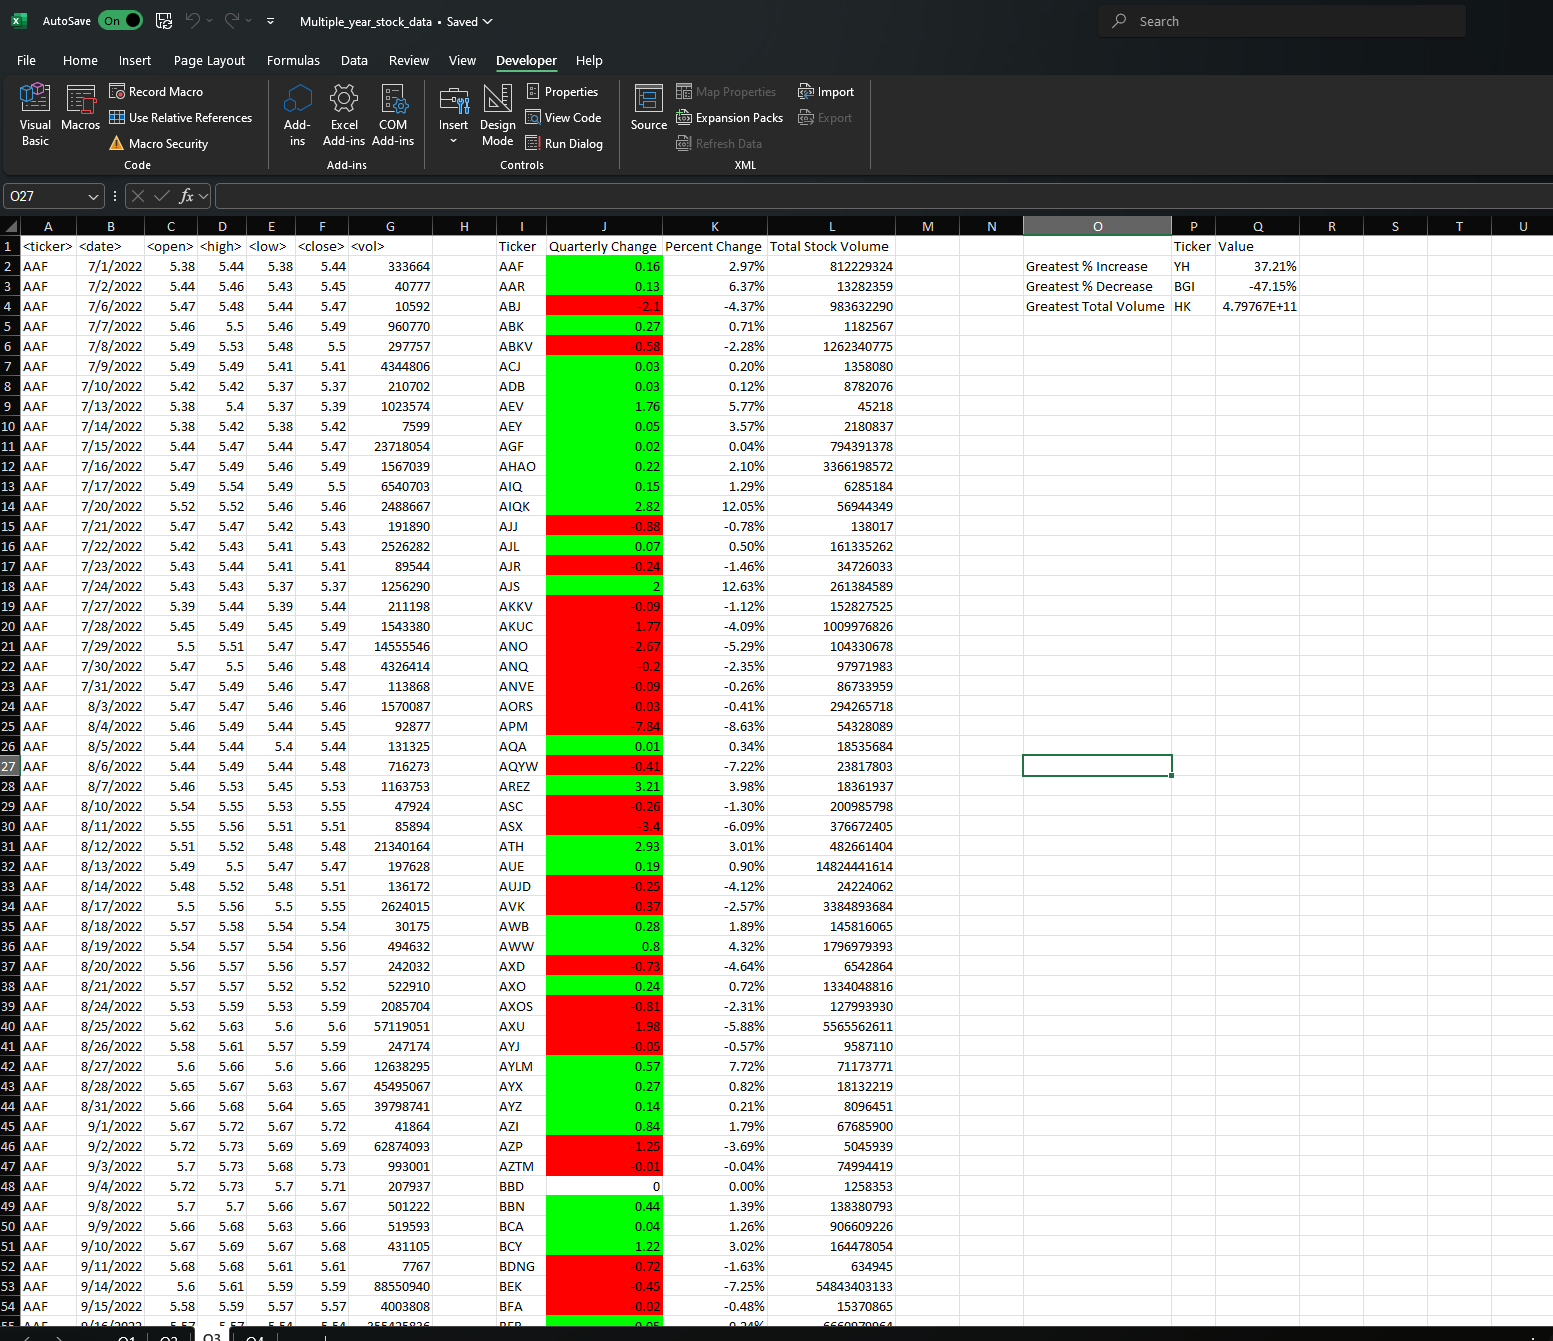 AutoSave On Multiple_year_stock_data • Saved Search
File Home Insert Page Layout Formulas Data Review View Developer Help
Visual Basic Macros Record Macro Use Relative References Macro Security Code
Add-ins Excel Add-ins COM Add-ins Add-ins
Insert Design Mode Properties View Code Run Dialog Controls
Source Map Properties Expansion Packs Refresh Data Import Export XML
O27 fx
A B C D E F G H I J K L M N O P Q R S T U
1 <ticker> <date> <open> <high> <low> <close> <vol> Ticker Quarterly Change Percent Change Total Stock Volume Ticker Value
2 AAF 7/1/2022 5.38 5.44 5.38 5.44 333664 AAF 0.16 2.97% 812229324 Greatest % Increase YH 37.21%
3 AAF 7/2/2022 5.44 5.46 5.43 5.45 40777 AAR 0.13 6.37% 13282359 Greatest % Decrease BGI -47.15%
4 AAF 7/6/2022 5.47 5.48 5.44 5.47 10592 ABJ -2.1 -4.37% 983632290 Greatest Total Volume HK 4.79767E+11
5 AAF 7/7/2022 5.46 5.5 5.46 5.49 960770 ABK 0.27 0.71% 1182567
6 AAF 7/8/2022 5.49 5.53 5.48 5.5 297757 ABKV -0.58 -2.28% 1262340775
7 AAF 7/9/2022 5.49 5.49 5.41 5.41 4344806 ACJ 0.03 0.20% 1358080
8 AAF 7/10/2022 5.42 5.42 5.37 5.37 210702 ADB 0.03 0.12% 8782076
9 AAF 7/13/2022 5.38 5.4 5.37 5.39 1023574 AEV 1.76 5.77% 45218
10 AAF 7/14/2022 5.38 5.42 5.38 5.42 7599 AEY 0.05 3.57% 2180837
11 AAF 7/15/2022 5.44 5.47 5.44 5.47 23718054 AGF 0.02 0.04% 794391378
12 AAF 7/16/2022 5.47 5.49 5.46 5.49 1567039 AHAO 0.22 2.10% 3366198572
13 AAF 7/17/2022 5.49 5.54 5.49 5.5 6540703 AIQ 0.15 1.29% 6285184
14 AAF 7/20/2022 5.52 5.52 5.46 5.46 2488667 AIQK 2.82 12.05% 56944349
15 AAF 7/21/2022 5.47 5.47 5.42 5.43 191890 AJJ -0.88 -0.78% 138017
16 AAF 7/22/2022 5.42 5.43 5.41 5.43 2526282 AJL 0.07 0.50% 161335262
17 AAF 7/23/2022 5.43 5.44 5.41 5.41 89544 AJR -0.24 -1.46% 34726033
18 AAF 7/24/2022 5.43 5.43 5.37 5.37 1256290 AJS 2 12.63% 261384589
19 AAF 7/27/2022 5.39 5.44 5.39 5.44 211198 AKKV -0.09 -1.12% 152827525
20 AAF 7/28/2022 5.45 5.49 5.45 5.49 1543380 AKUC -1.77 -4.09% 1009976826
21 AAF 7/29/2022 5.5 5.51 5.47 5.47 14555546 ANO -2.67 -5.29% 104330678
22 AAF 7/30/2022 5.47 5.5 5.46 5.48 4326414 ANQ -0.2 -2.35% 97971983
23 AAF 7/31/2022 5.47 5.49 5.46 5.47 113868 ANVE -0.09 -0.26% 86733959
24 AAF 8/3/2022 5.47 5.47 5.46 5.46 1570087 AORS -0.03 -0.41% 294265718
25 AAF 8/4/2022 5.46 5.49 5.44 5.45 92877 APM -7.84 -8.63% 54328089
26 AAF 8/5/2022 5.44 5.44 5.4 5.44 131325 AQA 0.01 0.34% 18535684
27 AAF 8/6/2022 5.44 5.49 5.44 5.48 716273 AQYW -0.41 -7.22% 23817803
28 AAF 8/7/2022 5.46 5.53 5.45 5.53 1163753 AREZ 3.21 3.98% 18361937
29 AAF 8/10/2022 5.54 5.55 5.53 5.55 47924 ASC -0.26 -1.30% 200985798
30 AAF 8/11/2022 5.55 5.56 5.51 5.51 85894 ASX -3.4 -6.09% 376672405
31 AAF 8/12/2022 5.51 5.52 5.48 5.48 21340164 ATH 2.93 3.01% 482661404
32 AAF 8/13/2022 5.49 5.5 5.47 5.47 197628 AUE 0.19 0.90% 14824441614
33 AAF 8/14/2022 5.48 5.52 5.48 5.51 136172 AUJD -0.25 -4.12% 24224062
34 AAF 8/17/2022 5.5 5.56 5.5 5.55 2624015 AVK -0.37 -2.57% 3384893684
35 AAF 8/18/2022 5.57 5.58 5.54 5.54 30175 AWB 0.28 1.89% 145816065
36 AAF 8/19/2022 5.54 5.57 5.54 5.56 494632 AWW 0.8 4.32% 1796979393
37 AAF 8/20/2022 5.56 5.57 5.56 5.57 242032 AXD -0.73 -4.64% 6542864
38 AAF 8/21/2022 5.57 5.57 5.52 5.52 522910 AXO 0.24 0.72% 1334048816
39 AAF 8/24/2022 5.53 5.59 5.53 5.59 2085704 AXOS -0.81 -2.31% 127993930
40 AAF 8/25/2022 5.62 5.63 5.6 5.6 57119051 AXU -1.98 -5.88% 5565562611
41 AAF 8/26/2022 5.58 5.61 5.57 5.59 247174 AYJ -0.05 -0.57% 9587110
42 AAF 8/27/2022 5.6 5.66 5.6 5.66 12638295 AYLM 0.57 7.72% 71173771
43 AAF 8/28/2022 5.65 5.67 5.63 5.67 45495067 AYX 0.27 0.82% 18132219
44 AAF 8/31/2022 5.66 5.68 5.64 5.65 39798741 AYZ 0.14 0.21% 8096451
45 AAF 9/1/2022 5.67 5.72 5.67 5.72 41864 AZI 0.84 1.79% 67685900
46 AAF 9/2/2022 5.72 5.73 5.69 5.69 62874093 AZP -1.25 -3.69% 5045939
47 AAF 9/3/2022 5.7 5.73 5.68 5.73 993001 AZTM -0.01 -0.04% 74994419
48 AAF 9/4/2022 5.72 5.73 5.7 5.71 207937 BBD 0 0.00% 1258353
49 AAF 9/8/2022 5.7 5.7 5.66 5.67 501222 BBN 0.44 1.39% 138380793
50 AAF 9/9/2022 5.66 5.68 5.63 5.66 519593 BCA 0.04 1.26% 906609226
51 AAF 9/10/2022 5.67 5.69 5.67 5.68 431105 BCY 1.22 3.02% 164478054
52 AAF 9/11/2022 5.68 5.68 5.61 5.61 7767 BDNG -0.72 -1.63% 634945
53 AAF 9/14/2022 5.6 5.61 5.59 5.59 88550940 BEK -0.45 -7.25% 54843403133
54 AAF 9/15/2022 5.58 5.59 5.57 5.57 4003808 BFA -0.02 -0.48% 15370865
Q1 Q2 Q3 Q4